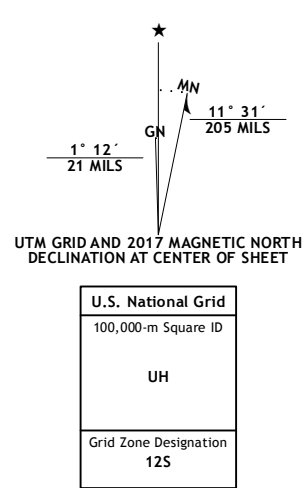 ★
MN
GN
11° 31´
205 MILS
1° 12´
21 MILS
UTM GRID AND 2017 MAGNETIC NORTH
DECLINATION AT CENTER OF SHEET
U.S. National Grid
100,000-m Square ID
UH
Grid Zone Designation
12S